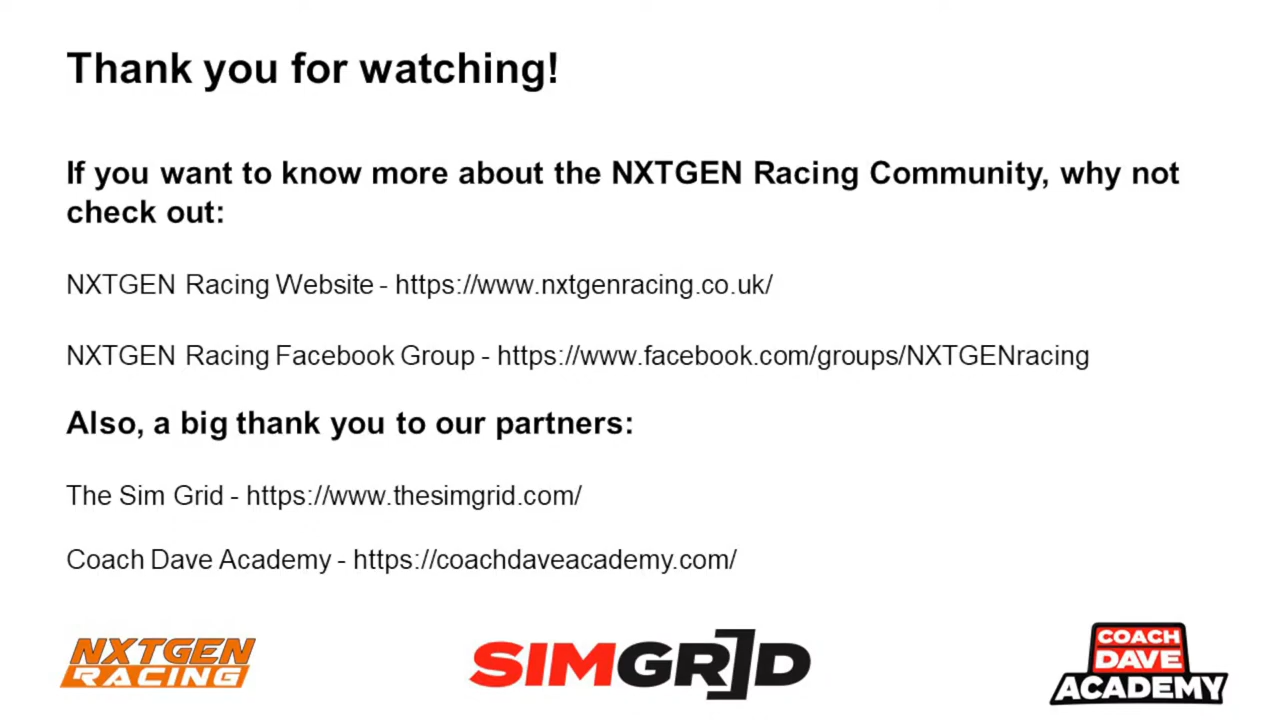 Thank you for watching!
If you want to know more about the NXTGEN Racing Community, why not
check out:
NXTGEN Racing Website - https://www.nxtgenracing.co.uk/
NXTGEN Racing Facebook Group - https://www.facebook.com/groups/NXTGENracing
Also, a big thank you to our partners:
The Sim Grid - https://www.thesimgrid.com/
Coach Dave Academy - https://coachdaveacademy.com/
NXTGEN
RACING
SIMGRID
COACH
DAVE
ACADEMY